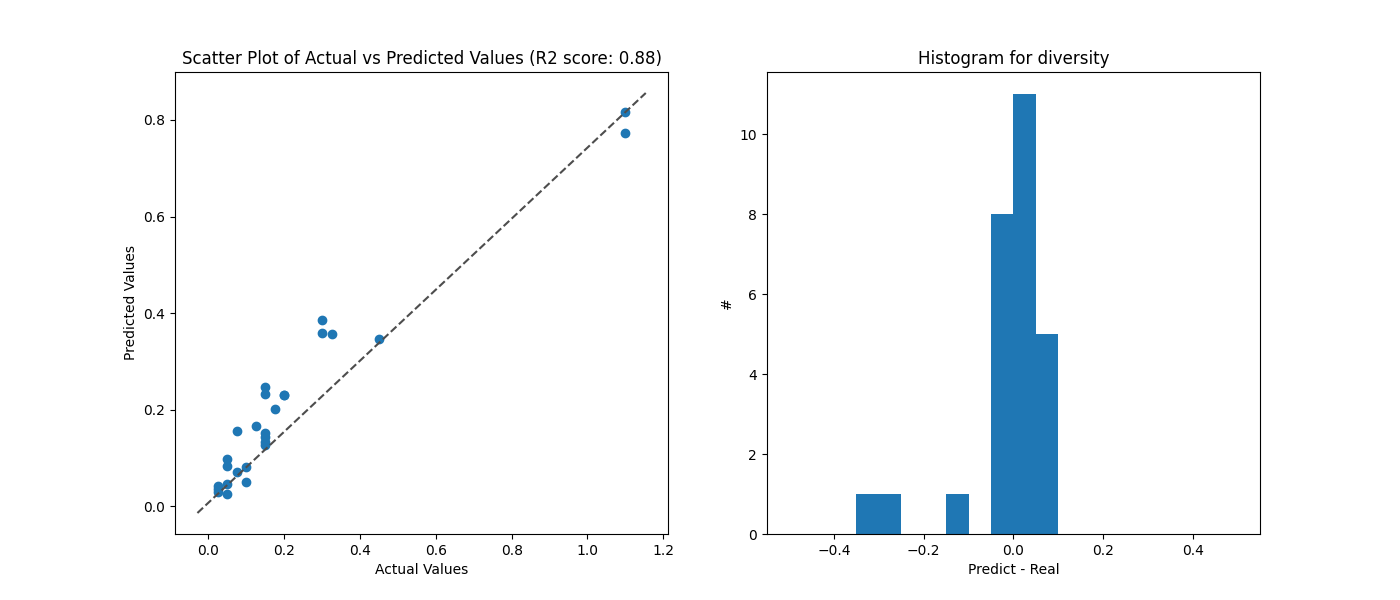 Scatter Plot of Actual vs Predicted Values (R2 score: 0.88)
0.8
0.6
0.4
0.2
0.0
Predicted Values
0.0 0.2 0.4 0.6 0.8 1.0 1.2
Actual Values
Histogram for diversity
10
8
6
4
2
0
#
−0.4 −0.2 0.0 0.2 0.4
Predict - Real